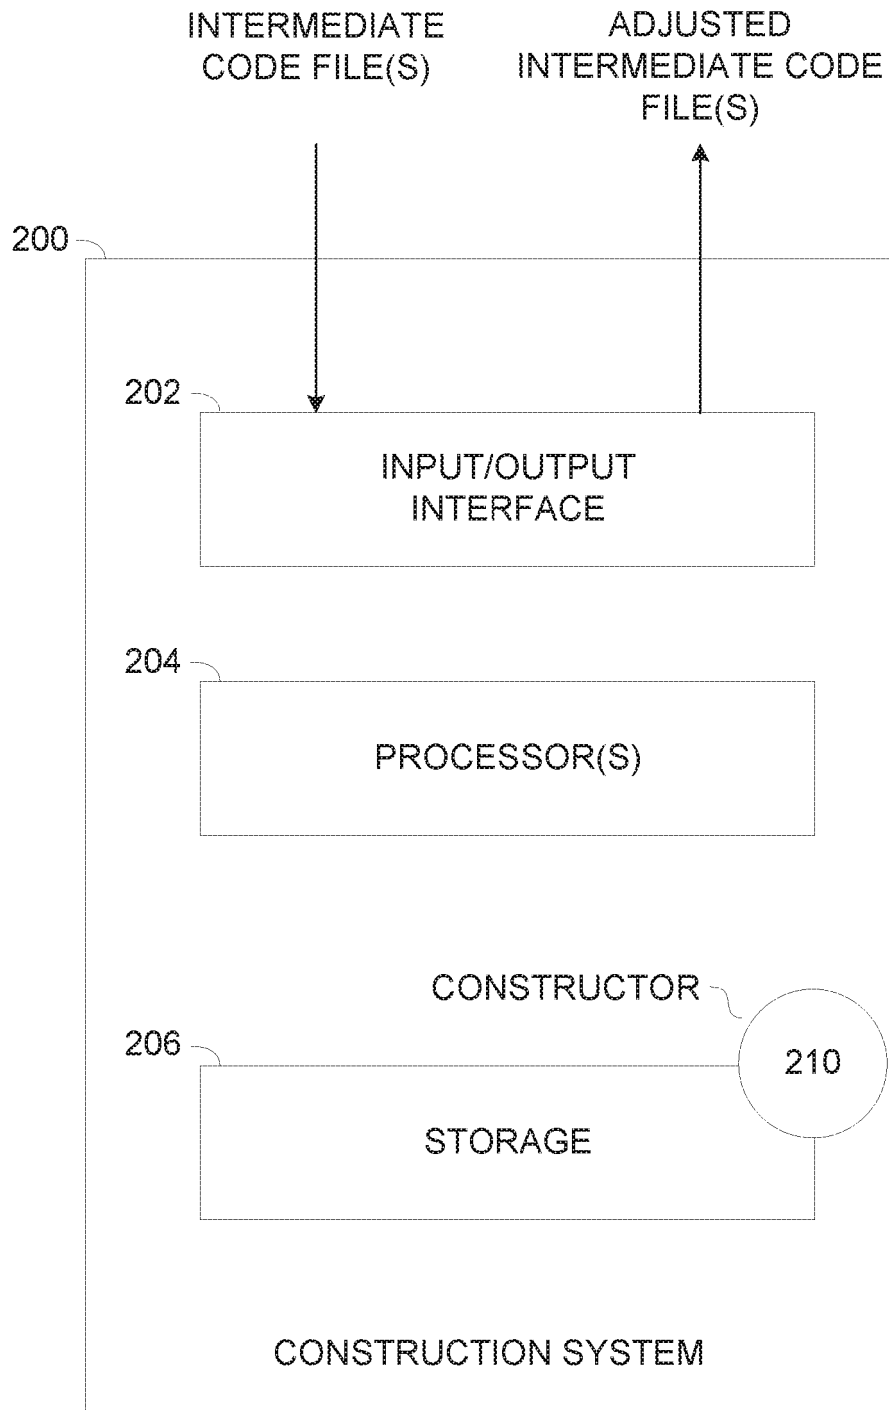 INTERMEDIATE
CODE FILE(S)
ADJUSTED
INTERMEDIATE CODE
FILE(S)
200
202
INPUT/OUTPUT
INTERFACE
204
PROCESSOR(S)
CONSTRUCTOR
206
210
STORAGE
CONSTRUCTION SYSTEM